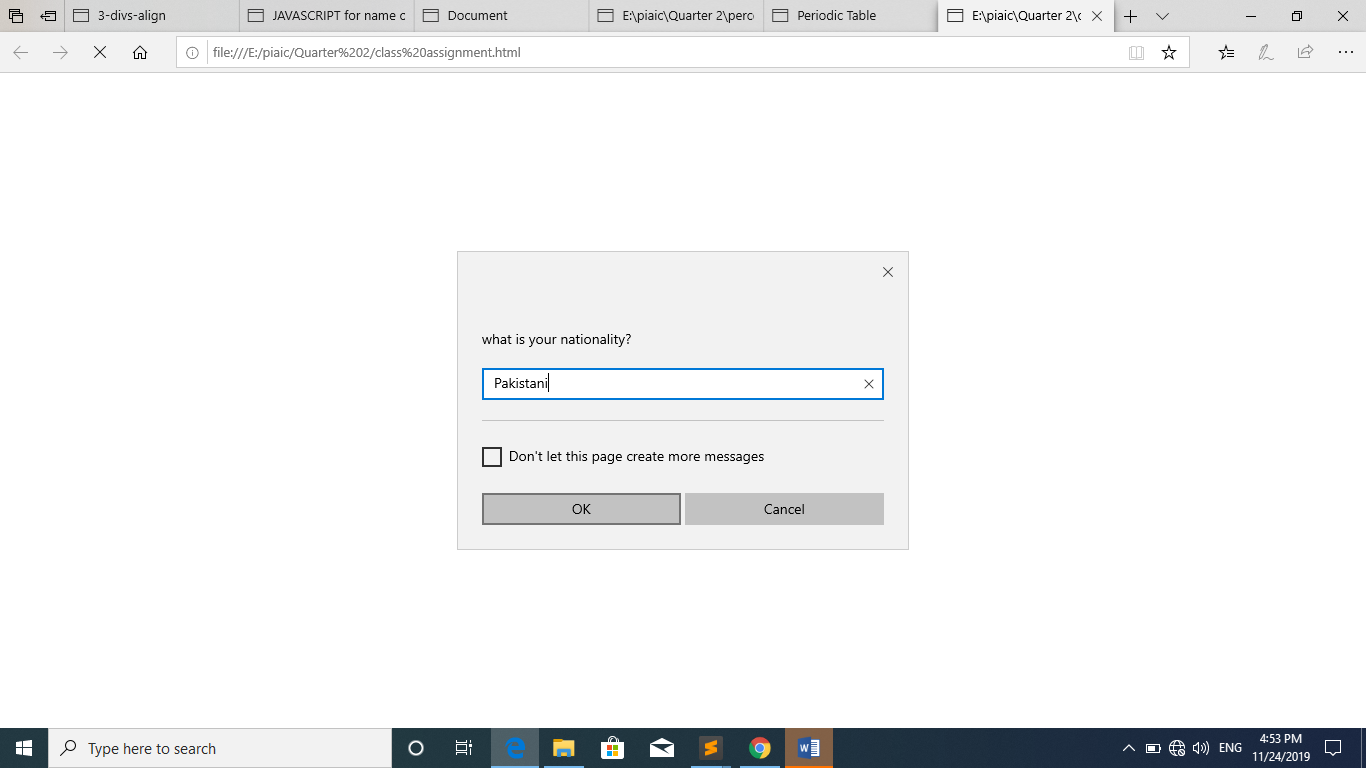 3-divs-align
JAVASCRIPT for name c
Document
E:\piaic\Quarter 2\perc
Periodic Table
E:\piaic\Quarter 2\c
file:///E:/piaic/Quarter%202/class%20assignment.html
what is your nationality?
Pakistani
Don't let this page create more messages
OK
Cancel
Type here to search
ENG
4:53 PM
11/24/2019